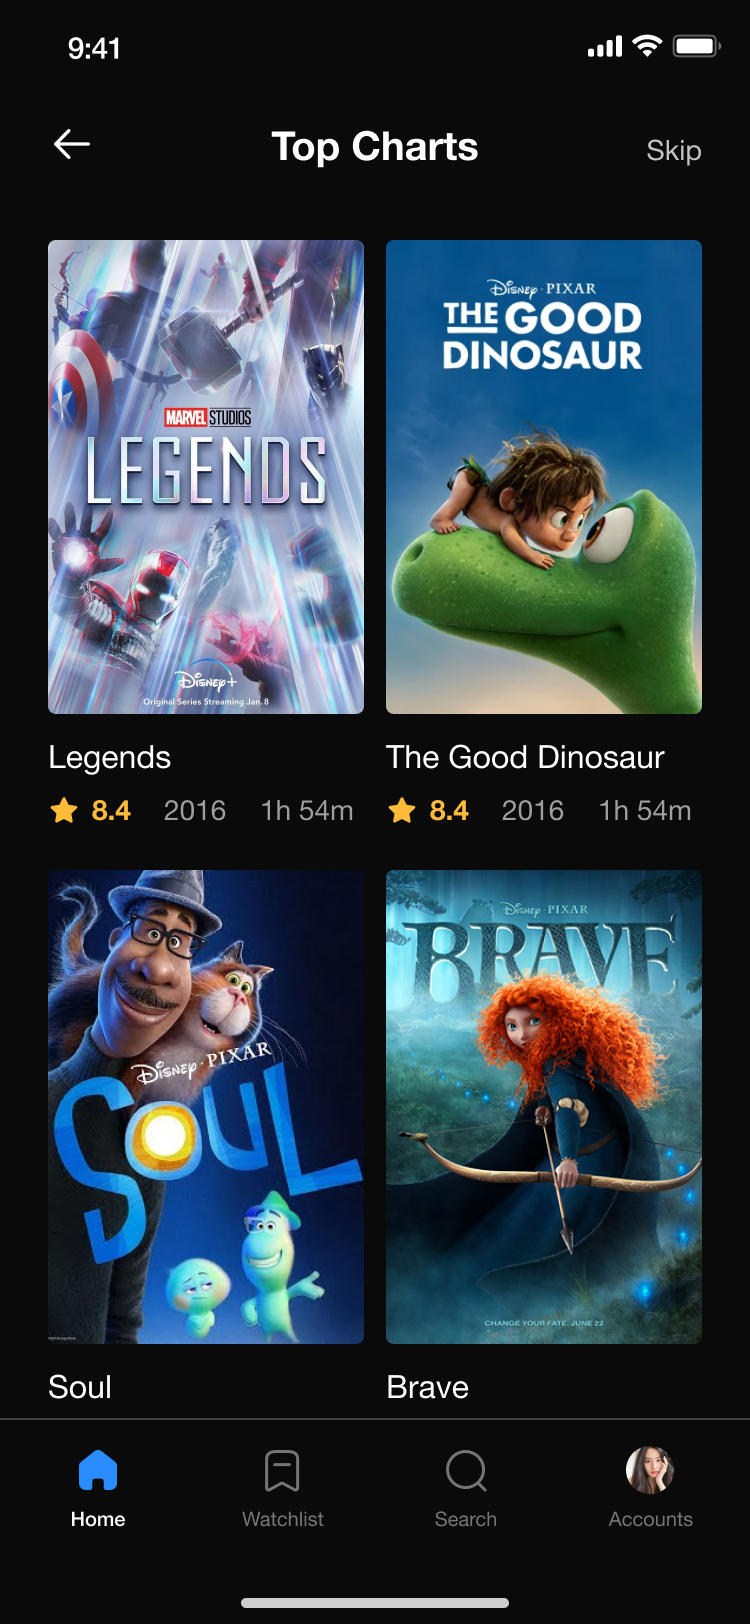 9:41
Top Charts
Skip
MARVEL STUDIOS
LEGENDS
Disney+
Original Series Streaming Jan. 8
Disney · PIXAR
THE GOOD
DINOSAUR
Legends
8.4 2016 1h 54m
The Good Dinosaur
8.4 2016 1h 54m
Disney · PIXAR
SOUL
Disney · PIXAR
BRAVE
CHANGE YOUR FATE. JUNE 22
Soul
Brave
Home
Watchlist
Search
Accounts